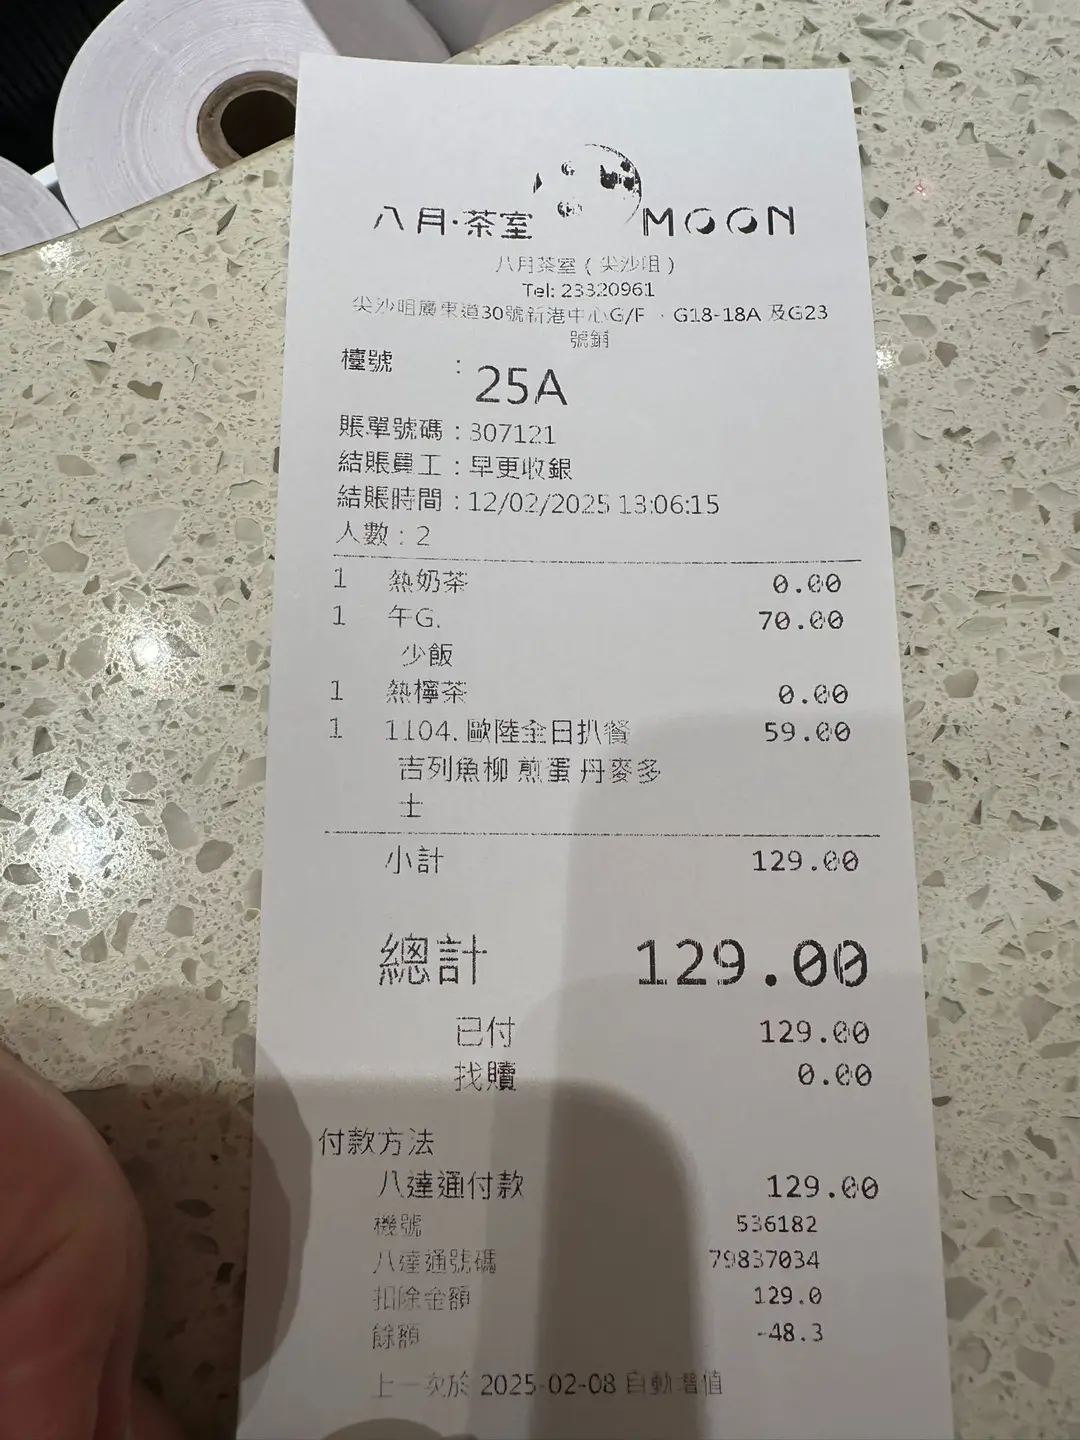 八月·茶室 MOON
八月茶室（尖沙咀）
Tel: 23320961
尖沙咀廣東道30號新港中心G/F ，G18-18A 及G23
號舖
檯號 : 25A
賬單號碼 : 307121
結賬員工 : 早更收銀
結賬時間 : 12/02/2025 13:06:15
人數 : 2
1 熱奶茶 0.00
1 午G. 70.00
少飯
1 熱檸茶 0.00
1 1104. 歐陸全日扒餐 59.00
吉列魚柳 煎蛋 丹麥多
士
小計 129.00
總計 129.00
已付 129.00
找贖 0.00
付款方法
八達通付款 129.00
機號 536182
八達通號碼 79837034
扣除金額 129.0
餘額 -48.3
上一次於 2025-02-08 自動增值